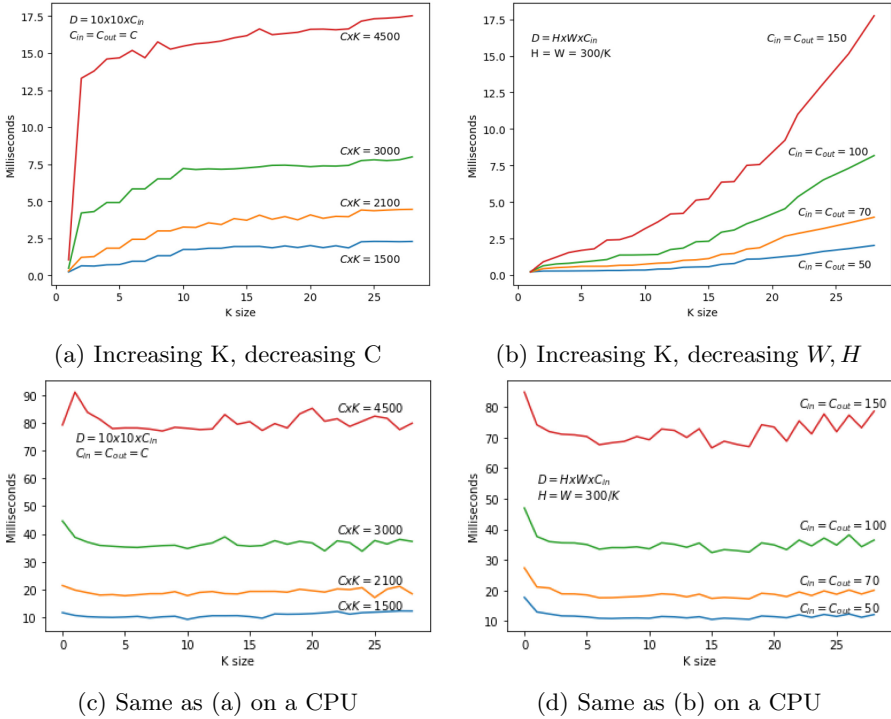 17.5
15.0
12.5
10.0
7.5
5.0
2.5
0.0
Milliseconds
D = 10x10xC_in
C_in = C_out = C
CxK = 4500
CxK = 3000
CxK = 2100
CxK = 1500
0 5 10 15 20 25
K size
(a) Increasing K, decreasing C
17.5
15.0
12.5
10.0
7.5
5.0
2.5
0.0
Milliseconds
D = HxWxC_in
H = W = 300/K
C_in = C_out = 150
C_in = C_out = 100
C_in = C_out = 70
C_in = C_out = 50
0 5 10 15 20 25
K size
(b) Increasing K, decreasing W, H
90
80
70
60
50
40
30
20
10
Milliseconds
CxK = 4500
D = 10x10xC_in
C_in = C_out = C
CxK = 3000
CxK = 2100
CxK = 1500
0 5 10 15 20 25
K size
(c) Same as (a) on a CPU
80
70
60
50
40
30
20
10
Milliseconds
C_in = C_out = 150
D = HxWxC_in
H = W = 300/K
C_in = C_out = 100
C_in = C_out = 70
C_in = C_out = 50
0 5 10 15 20 25
K size
(d) Same as (b) on a CPU